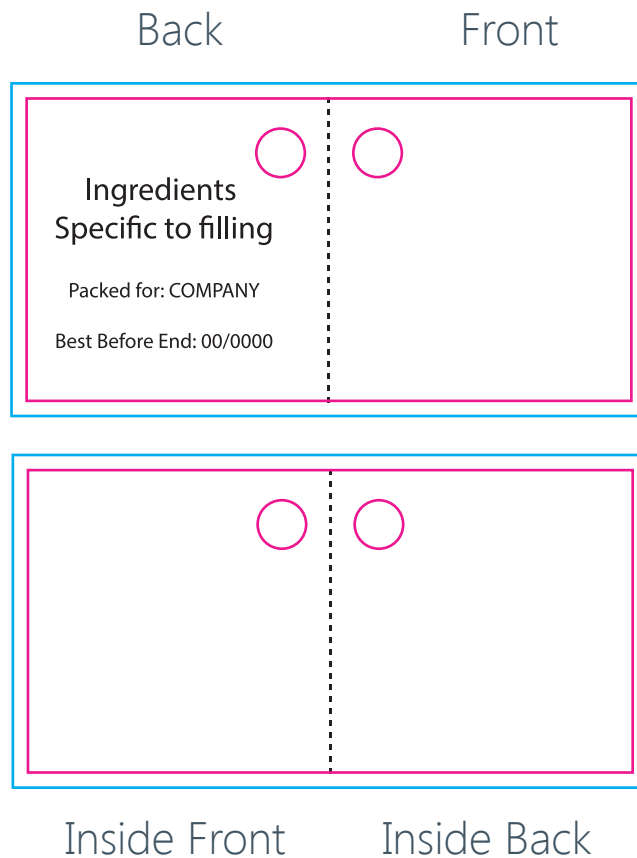 Back Front
Ingredients
Specific to filling
Packed for: COMPANY
Best Before End: 00/0000
Inside Front Inside Back